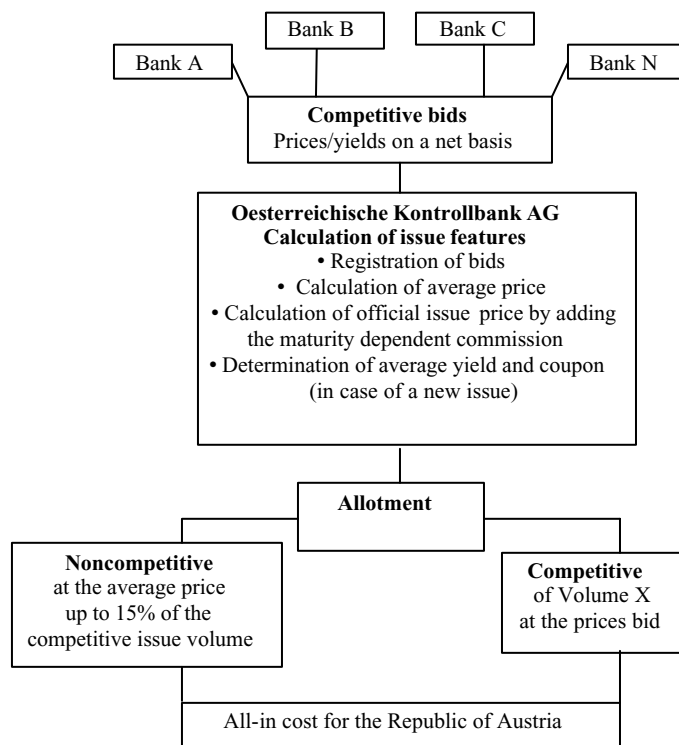 Bank A
Bank B
Bank C
Bank N
Competitive bids
Prices/yields on a net basis
Oesterreichische Kontrollbank AG
Calculation of issue features
• Registration of bids
• Calculation of average price
• Calculation of official issue price by adding
the maturity dependent commission
• Determination of average yield and coupon
(in case of a new issue)
Allotment
Noncompetitive
at the average price
up to 15% of the
competitive issue volume
Competitive
of Volume X
at the prices bid
All-in cost for the Republic of Austria